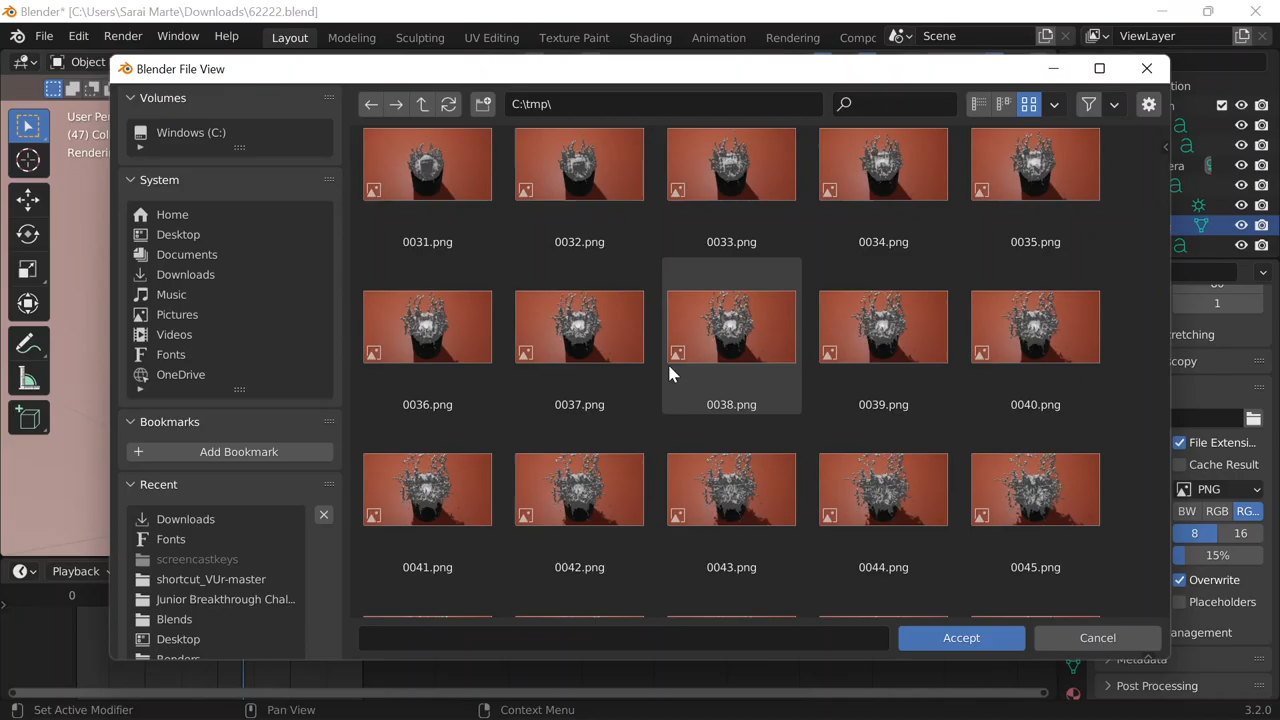 Blender* [C:\Users\Sarai Marte\Downloads\62222.blend]
File Edit Render Window Help Layout Modeling Sculpting UV Editing Texture Paint Shading Animation Rendering Compo Scene ViewLayer
Object
Blender File View
User Per
(47) Col
Rendering
Volumes
Windows (C:)
System
Home
Desktop
Documents
Downloads
Music
Pictures
Videos
Fonts
OneDrive
Bookmarks
Add Bookmark
Recent
Downloads
Fonts
screencastkeys
shortcut_VUr-master
Junior Breakthrough Chal...
Blends
Desktop
C:\tmp\
0031.png 0032.png 0033.png 0034.png 0035.png
0036.png 0037.png 0038.png 0039.png 0040.png
0041.png 0042.png 0043.png 0044.png 0045.png
Accept Cancel
1
retching
File Extensi...
Cache Result
PNG
BW RGB RG...
8 16
15%
Overwrite
Placeholders
anagement
Metadata
Post Processing
Playback
0
Set Active Modifier Pan View Context Menu 3.2.0